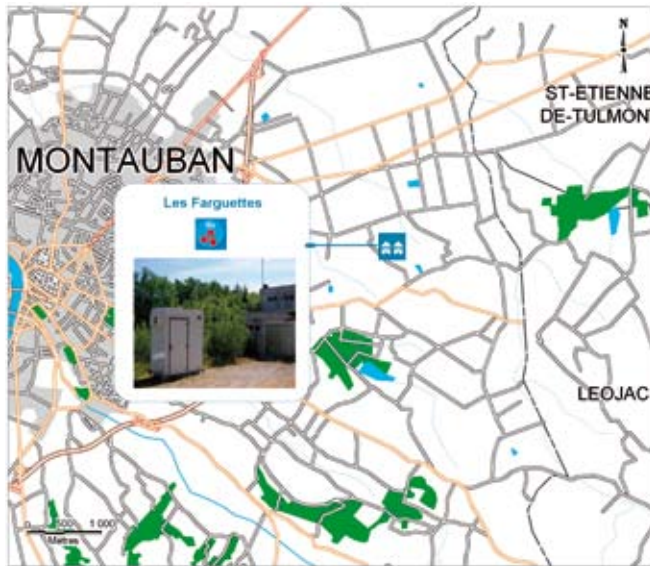 N
ST-ETIENNE
DE-TULMONT
MONTAUBAN
Les Farguettes
LEOJAC
0 500 1 000
Mètres